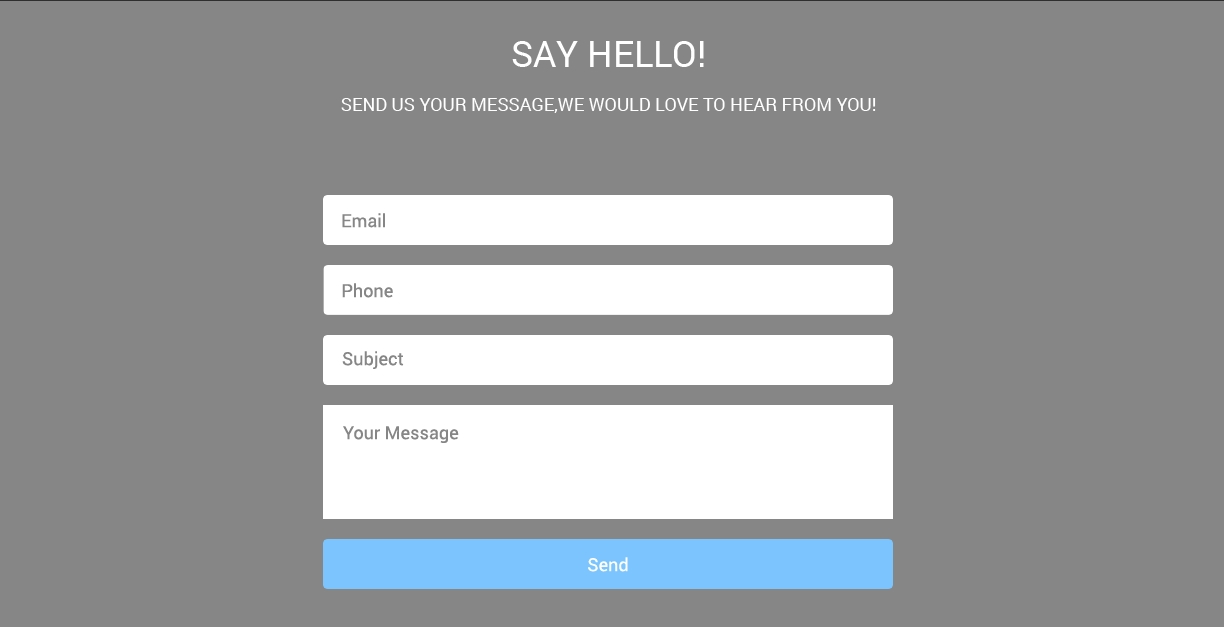 SAY HELLO!
SEND US YOUR MESSAGE,WE WOULD LOVE TO HEAR FROM YOU!
Email
Phone
Subject
Your Message
Send